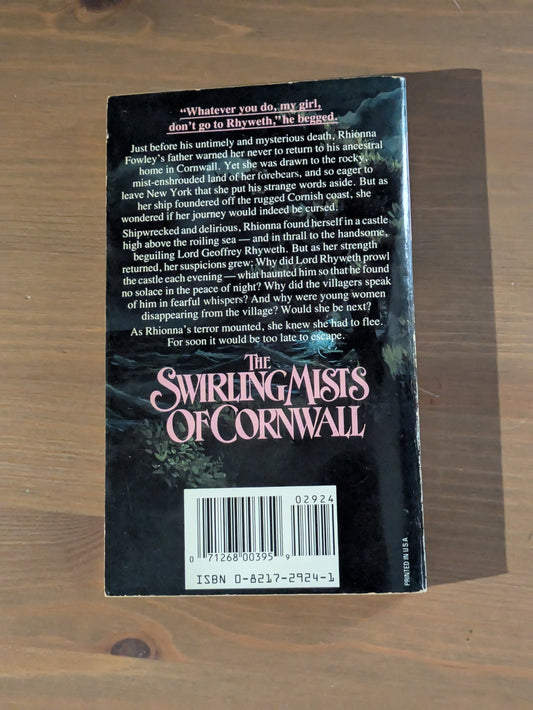 "Whatever you do, my girl,
don't go to Rhyweth," he begged.
Just before his untimely and mysterious death, Rhionna
Fowley's father warned her never to return to his ancestral
home in Cornwall. Yet she was drawn to the rocky,
mist-enshrouded land of her forebears, and so eager to
leave New York that she put his strange words aside. But as
her ship foundered off the rugged Cornish coast, she
wondered if her journey would indeed be cursed!
Shipwrecked and delirious, Rhionna found herself in a castle
high above the roiling sea — and in thrall to the handsome,
beguiling Lord Geoffrey Rhyweth. But as her strength
returned, her suspicions grew: Why did Lord Rhyweth prowl
the castle each evening — what haunted him so that he found
no solace in the peace of night? Why did the villagers speak
of him in fearful whispers? And why were young women
disappearing from the village? Would she be next?
As Rhionna's terror mounted, she knew she had to flee.
For soon it would be too late to escape.
THE
SWIRLING MISTS
OF CORNWALL
02924
0 71268 00395 9
ISBN 0-8217-2924-1
PRINTED IN U S A